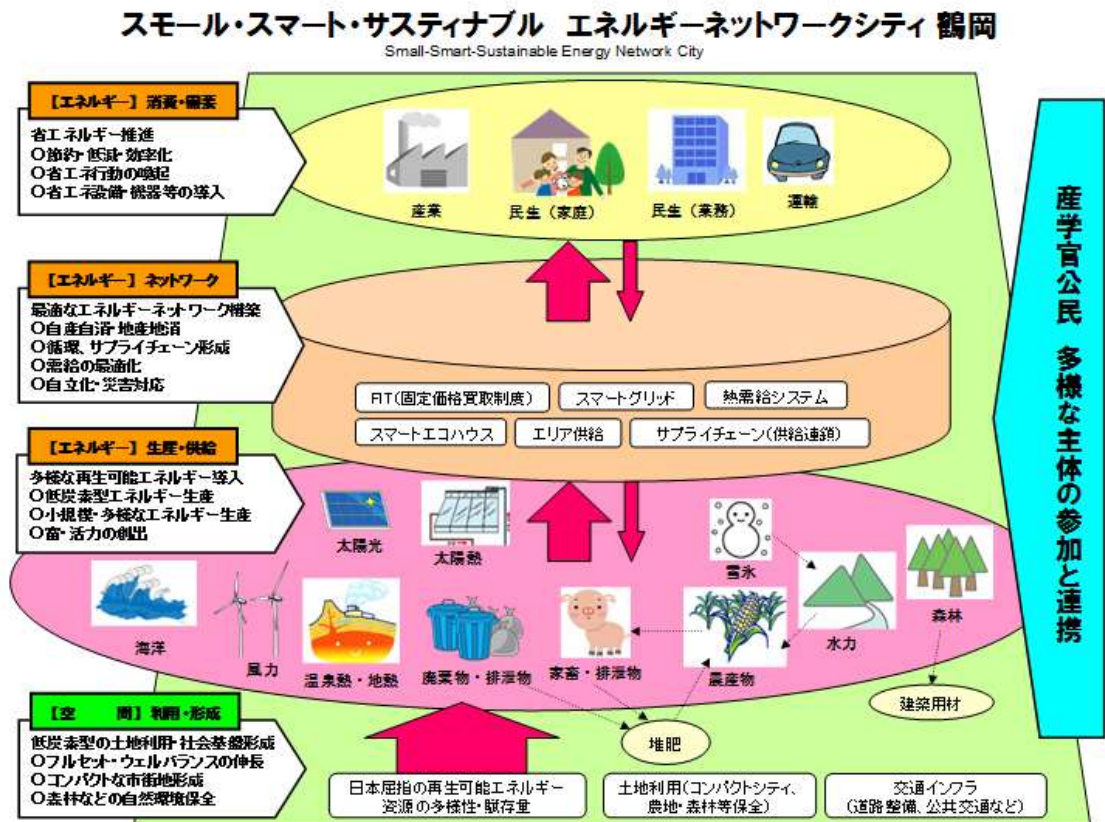 スモール・スマート・サスティナブル エネルギーネットワークシティ 鶴岡
Small-Smart-Sustainable Energy Network City
【エネルギー】 消費・需要
省エネルギー推進
○節約・低減・効率化
○省エネ行動の喚起
○省エネ設備・機器等の導入
産業
民生（家庭）
民生（業務）
運輸
【エネルギー】 ネットワーク
最適なエネルギーネットワーク構築
○自産自消・地産地消
○循環、サプライチェーン形成
○需給の最適化
○自立化・災害対応
FIT(固定価格買取制度)
スマートグリッド
熱需給システム
スマートエコハウス
エリア供給
サプライチェーン(供給連鎖)
【エネルギー】 生産・供給
多様な再生可能エネルギー導入
○低炭素型エネルギー生産
○小規模・多様なエネルギー生産
○富・活力の創出
太陽光
太陽熱
雪氷
森林
海洋
風力
温泉熱・地熱
廃棄物・排泄物
家畜・排泄物
農産物
水力
建築用材
堆肥
【空 間】 利用・形成
低炭素型の土地利用・社会基盤形成
○フルセット・ウェルバランスの伸長
○コンパクトな市街地形成
○森林などの自然環境保全
日本屈指の再生可能エネルギー
資源の多様性・賦存量
土地利用(コンパクトシティ、
農地・森林等保全)
交通インフラ
(道路整備、公共交通など)
産学官公民 多様な主体の参加と連携